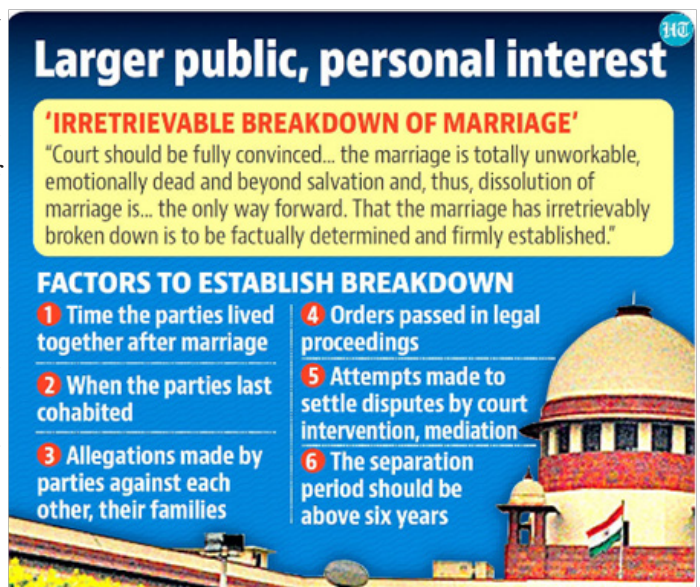 HT
Larger public, personal interest
‘IRRETRIEVABLE BREAKDOWN OF MARRIAGE’
“Court should be fully convinced... the marriage is totally unworkable,
emotionally dead and beyond salvation and, thus, dissolution of
marriage is... the only way forward. That the marriage has irretrievably
broken down is to be factually determined and firmly established.”
FACTORS TO ESTABLISH BREAKDOWN
1 Time the parties lived
together after marriage
2 When the parties last
cohabited
3 Allegations made by
parties against each
other, their families
4 Orders passed in legal
proceedings
5 Attempts made to
settle disputes by court
intervention, mediation
6 The separation
period should be
above six years